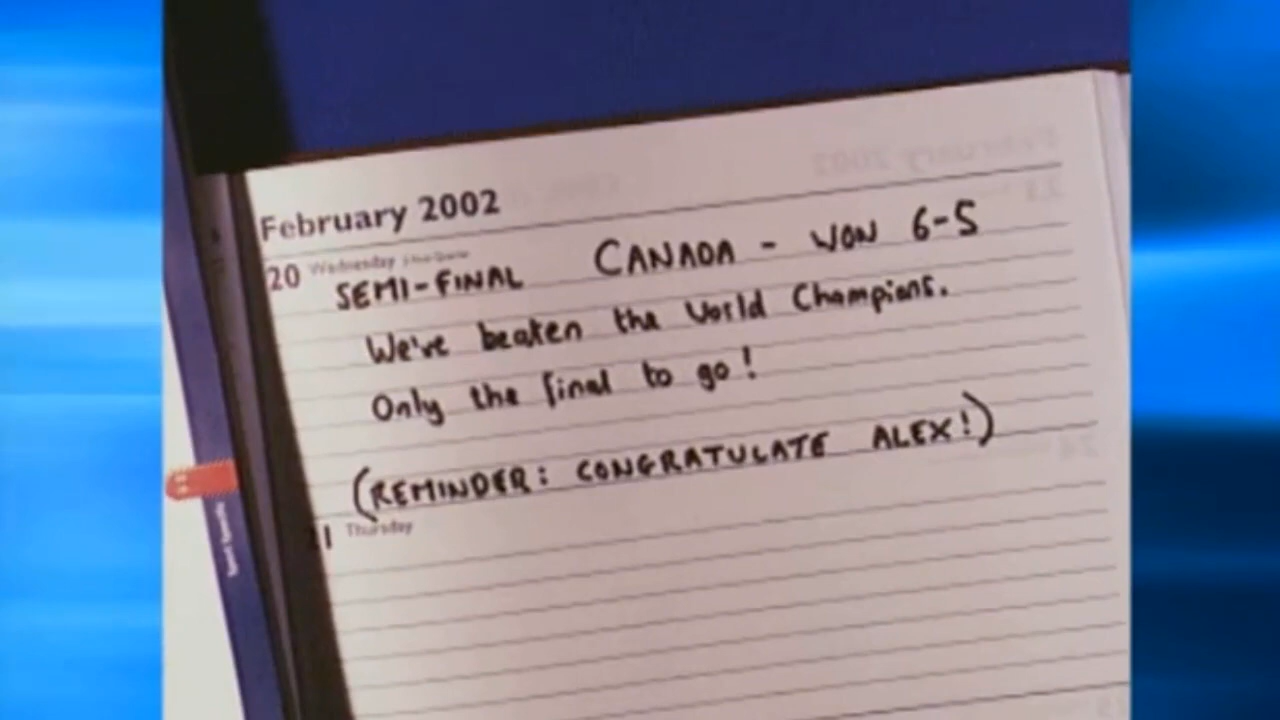 February 2002
20 Wednesday
SEMI-FINAL CANADA - WON 6-5
We've beaten the World Champions.
Only the final to go!
(REMINDER: CONGRATULATE ALEX!)
Thursday